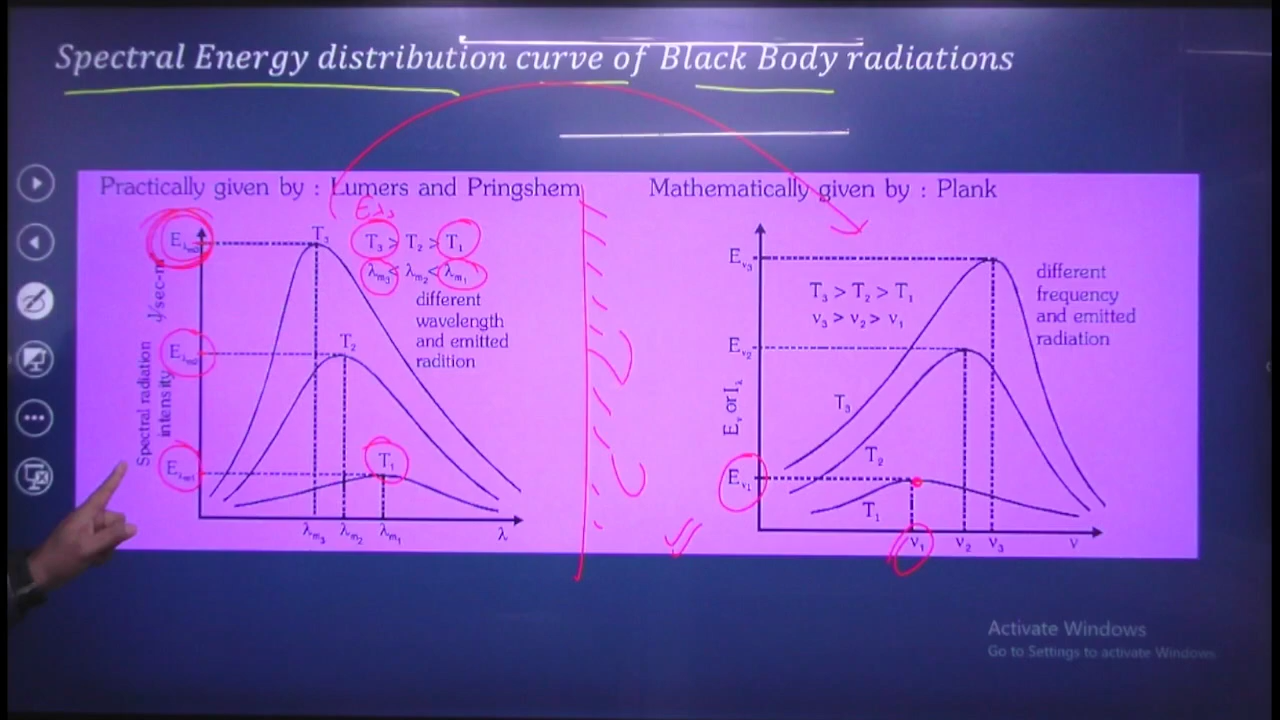 Spectral Energy distribution curve of Black Body radiations
Practically given by : Lumers and Pringshem
T₃ > T₂ > T₁
λm₃ < λm₂ < λm₁
different
wavelength
and emitted
radition
Spectral radiation
intensity
T₃
T₂
T₁
λm₃ λm₂ λm₁ λ
Mathematically given by : Plank
Eν₃
Eν₂
Eν₁
Eν or Iλ
T₃ > T₂ > T₁
ν₃ > ν₂ > ν₁
different
frequency
and emitted
radiation
T₃
T₂
T₁
ν₁ ν₂ ν₃ ν
Activate Windows
Go to Settings to activate Windows.